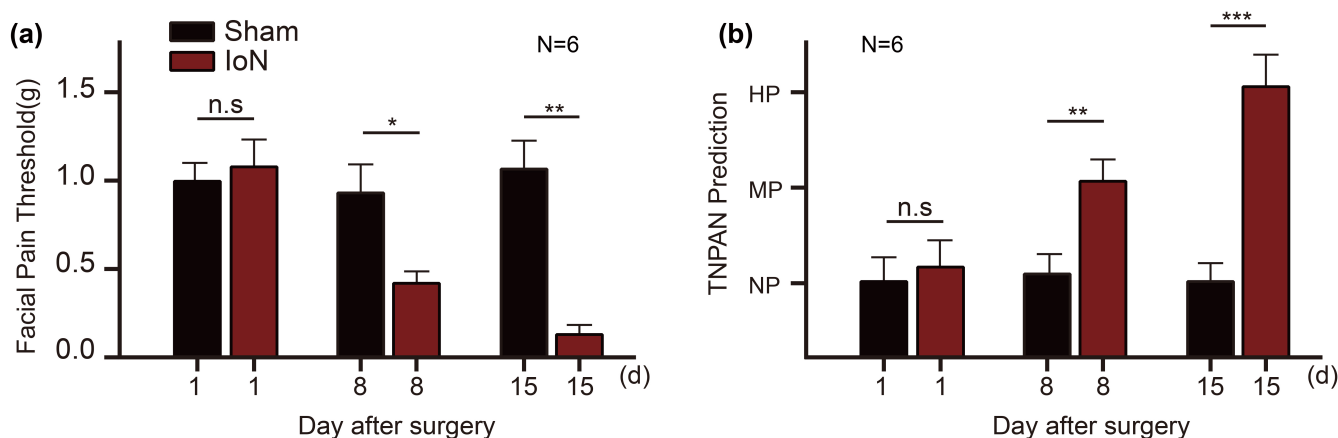 (a)
Sham
IoN
N=6
Facial Pain Threshold(g)
1.5
1.0
0.5
0.0
n.s
*
**
1 1 8 8 15 15 (d)
Day after surgery
(b)
N=6
TNPAN Prediction
HP
MP
NP
n.s
**
***
1 1 8 8 15 15 (d)
Day after surgery